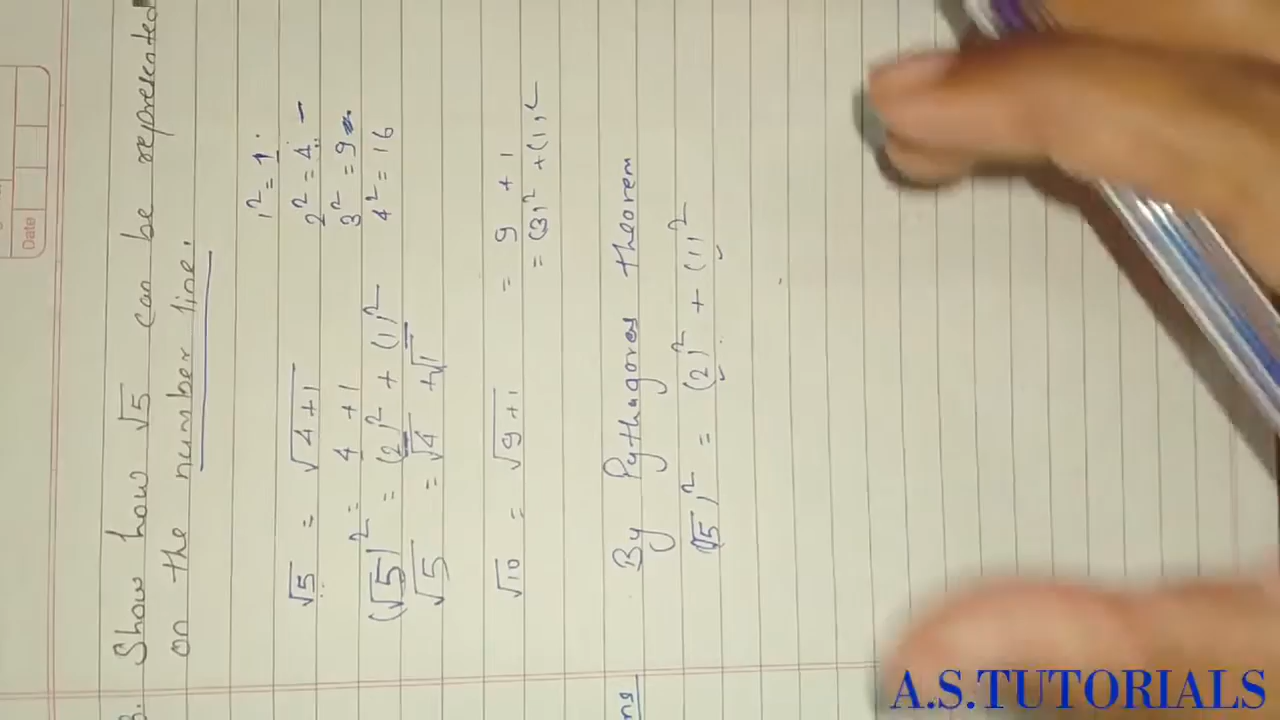 Date
3. Show how √5 can be represented
on the number line.
1² = 1
√5 = √4+1 2² = 4
4 + 1 3² = 9
(√5)² = (2)² + (1)² 4² = 16
√5 = √4 + √1
√10 = √9+1 = 9 + 1
= (3)² + (1)²
By Pythagores theorem
(√5)² = (2)² + (1)²
A.S.TUTORIALS